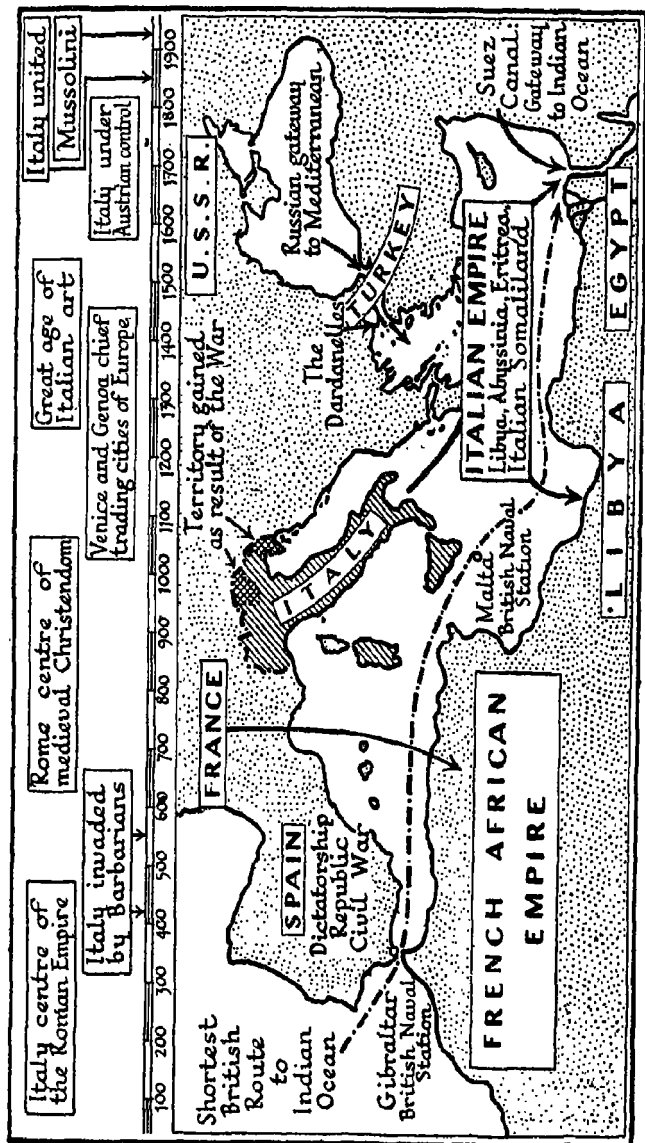 Italy centre of
the Roman Empire
Italy invaded
by Barbarians
Rome centre of
medieval Christendom
Venice and Genoa chief
trading cities of Europe
Great age of
Italian art
Italy under
Austrian control
Italy united
Mussolini
100 200 300 400 500 600 700 800 900 1000 1100 1200 1300 1400 1500 1600 1700 1800 1900
Shortest
British
Route
to
Indian
Ocean
Gibraltar
British Naval
Station
SPAIN
Dictatorship
Republic
Civil War
FRANCE
FRENCH AFRICAN
EMPIRE
Territory gained
as result of the War
ITALY
Malta
British Naval
Station
LIBYA
The
Dardanelles
TURKEY
U.S.S.R.
Russian gateway
to Mediterranean
ITALIAN EMPIRE
Libya, Abyssinia, Eritrea,
Italian Somaliland
EGYPT
Suez
Canal:
Gateway
to Indian
Ocean